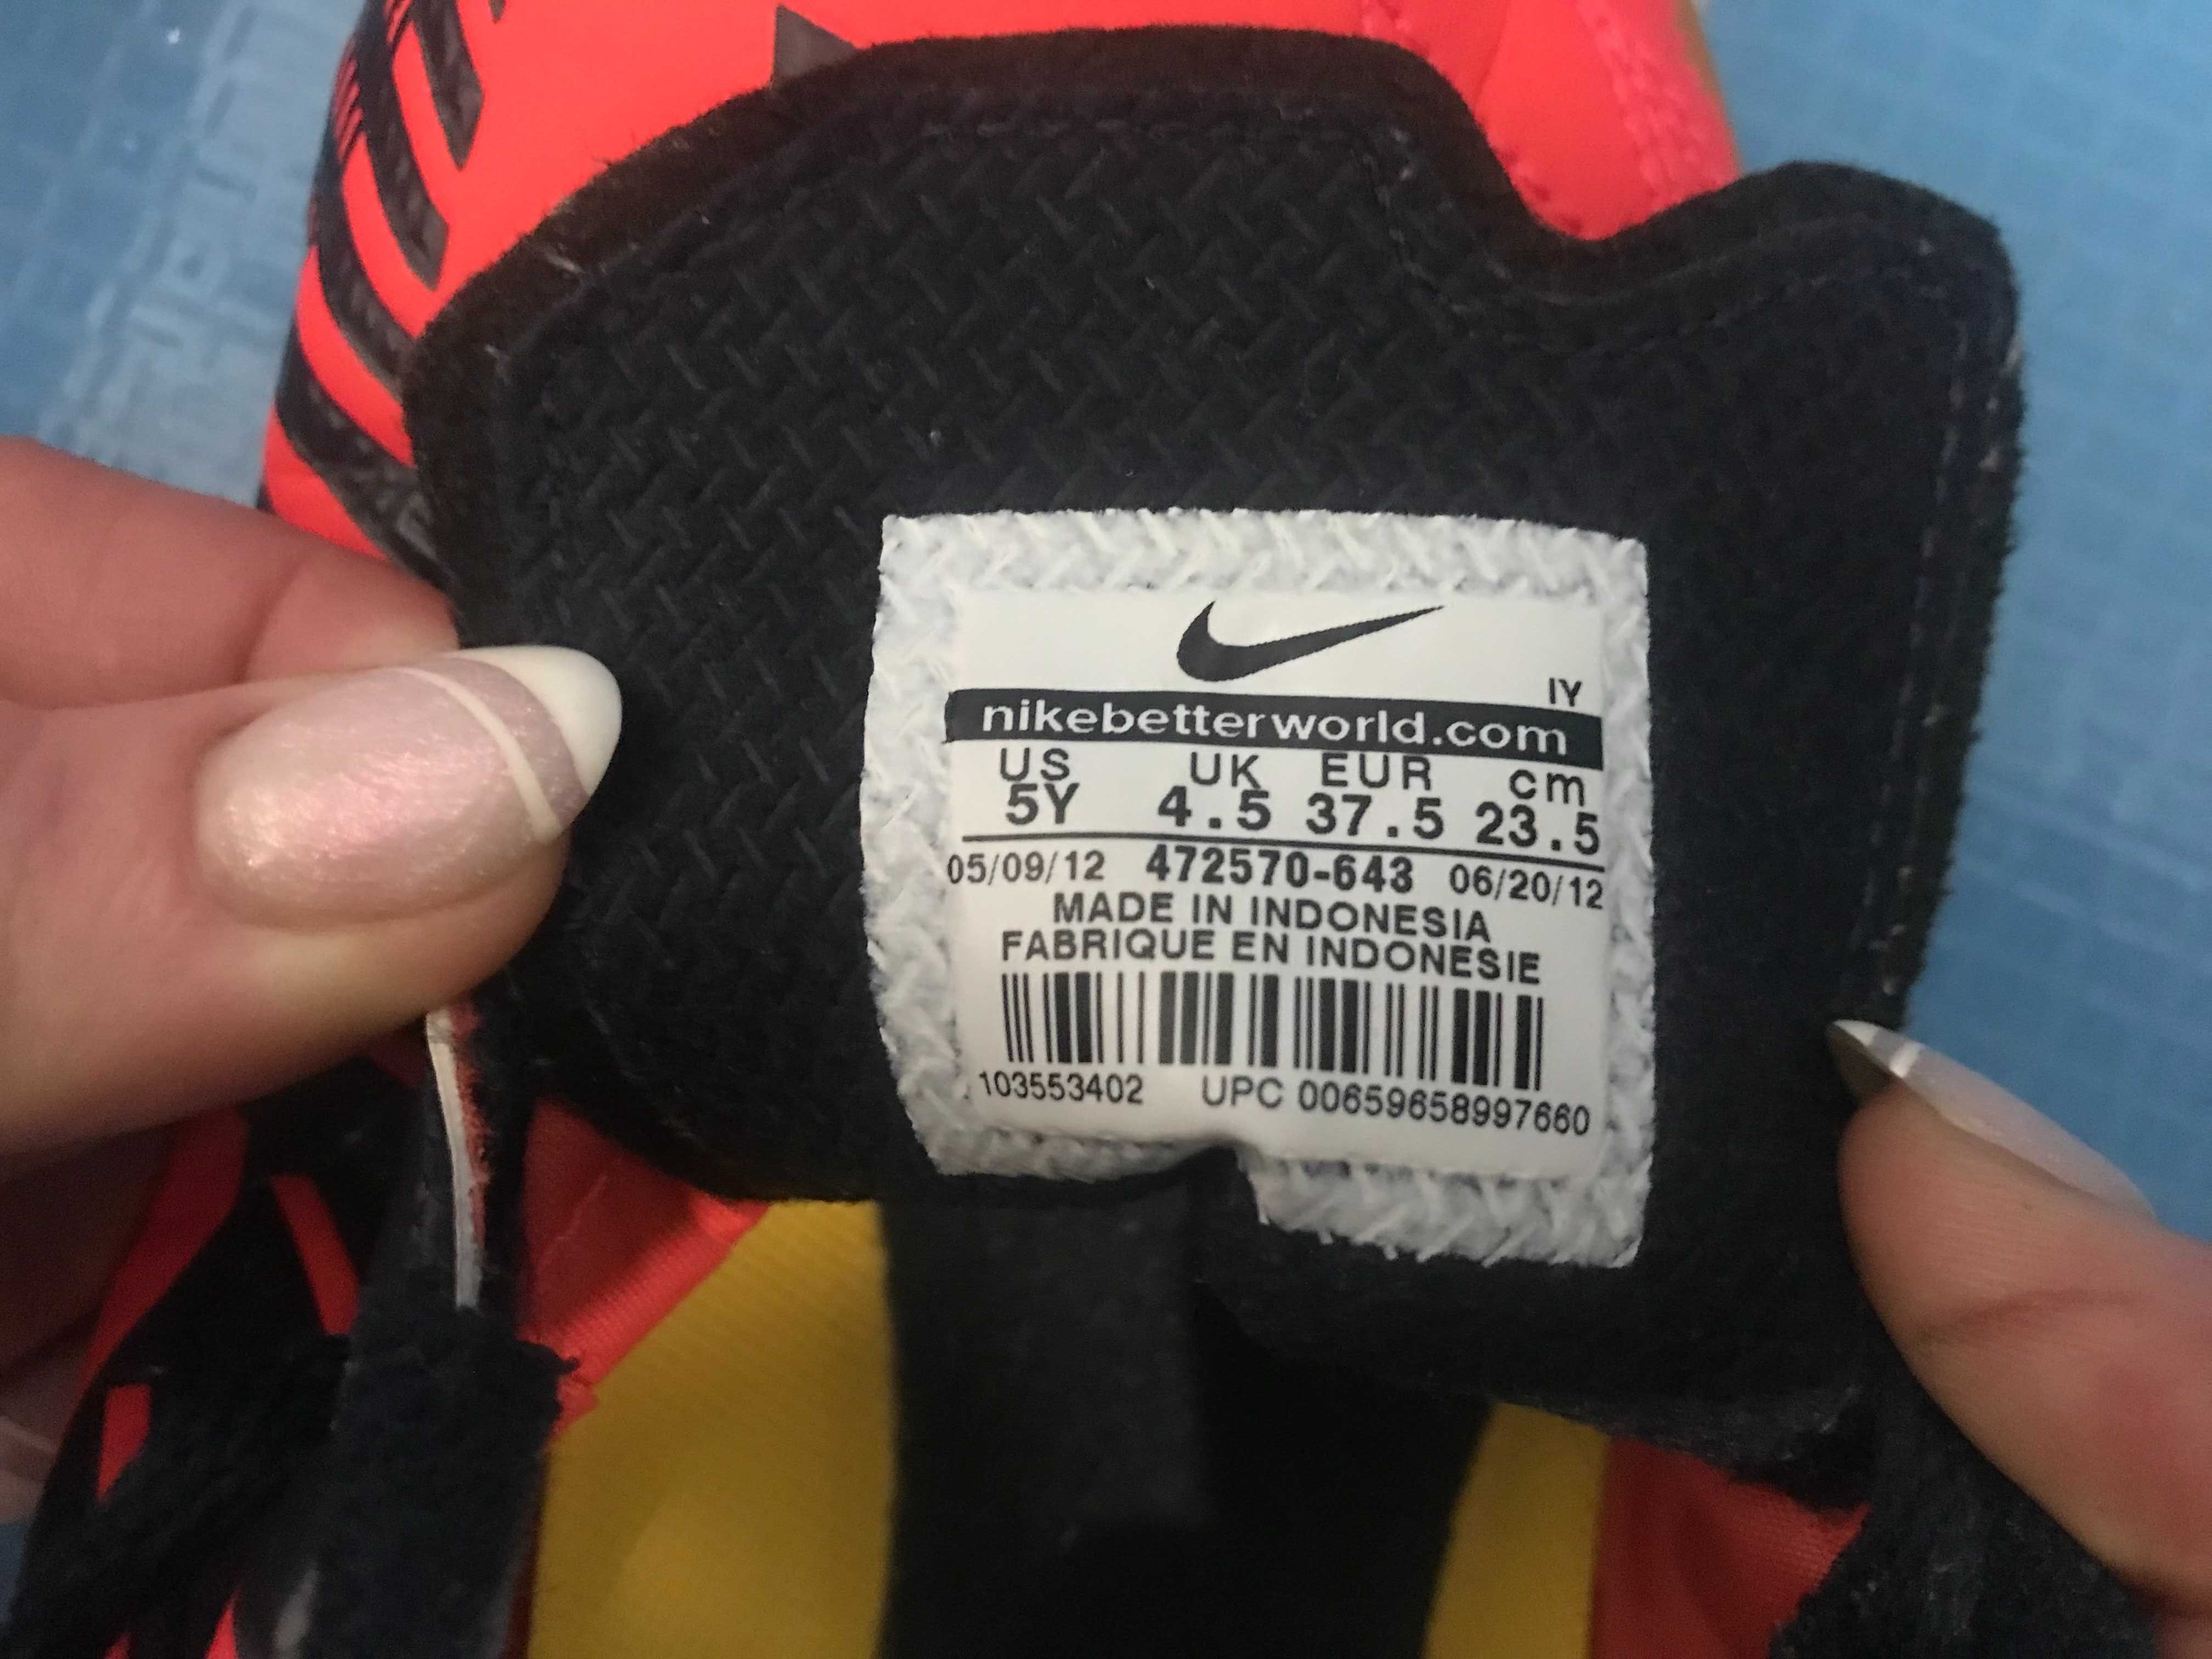 IY
nikebetterworld.com
US UK EUR cm
5Y 4.5 37.5 23.5
05/09/12 472570-643 06/20/12
MADE IN INDONESIA
FABRIQUE EN INDONESIE
103553402 UPC 00659658997660